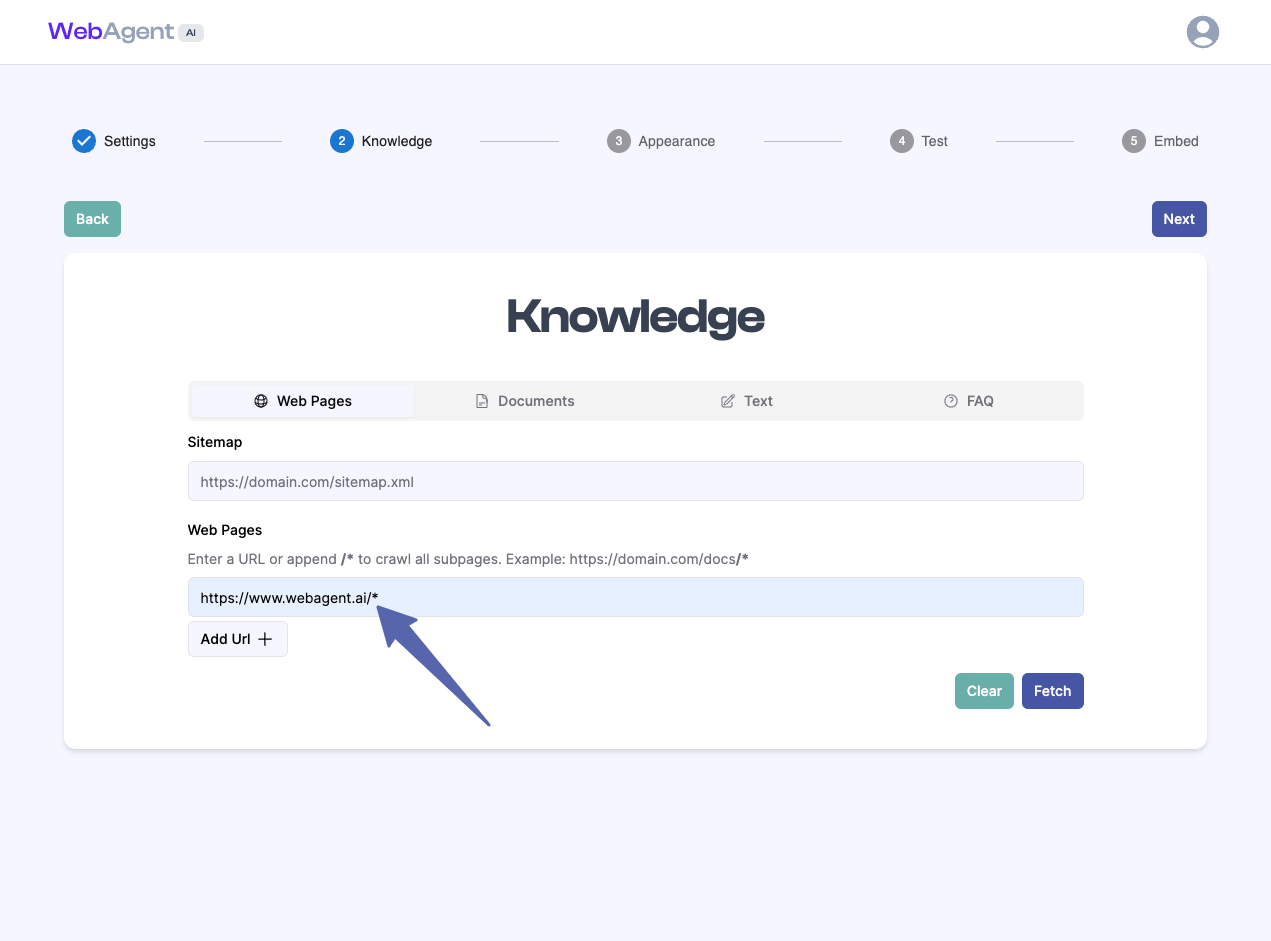 WebAgent AI
Settings
2 Knowledge
3 Appearance
4 Test
5 Embed
Back
Next
Knowledge
Web Pages
Documents
Text
FAQ
Sitemap
https://domain.com/sitemap.xml
Web Pages
Enter a URL or append /* to crawl all subpages. Example: https://domain.com/docs/*
https://www.webagent.ai/*
Add Url
Clear
Fetch